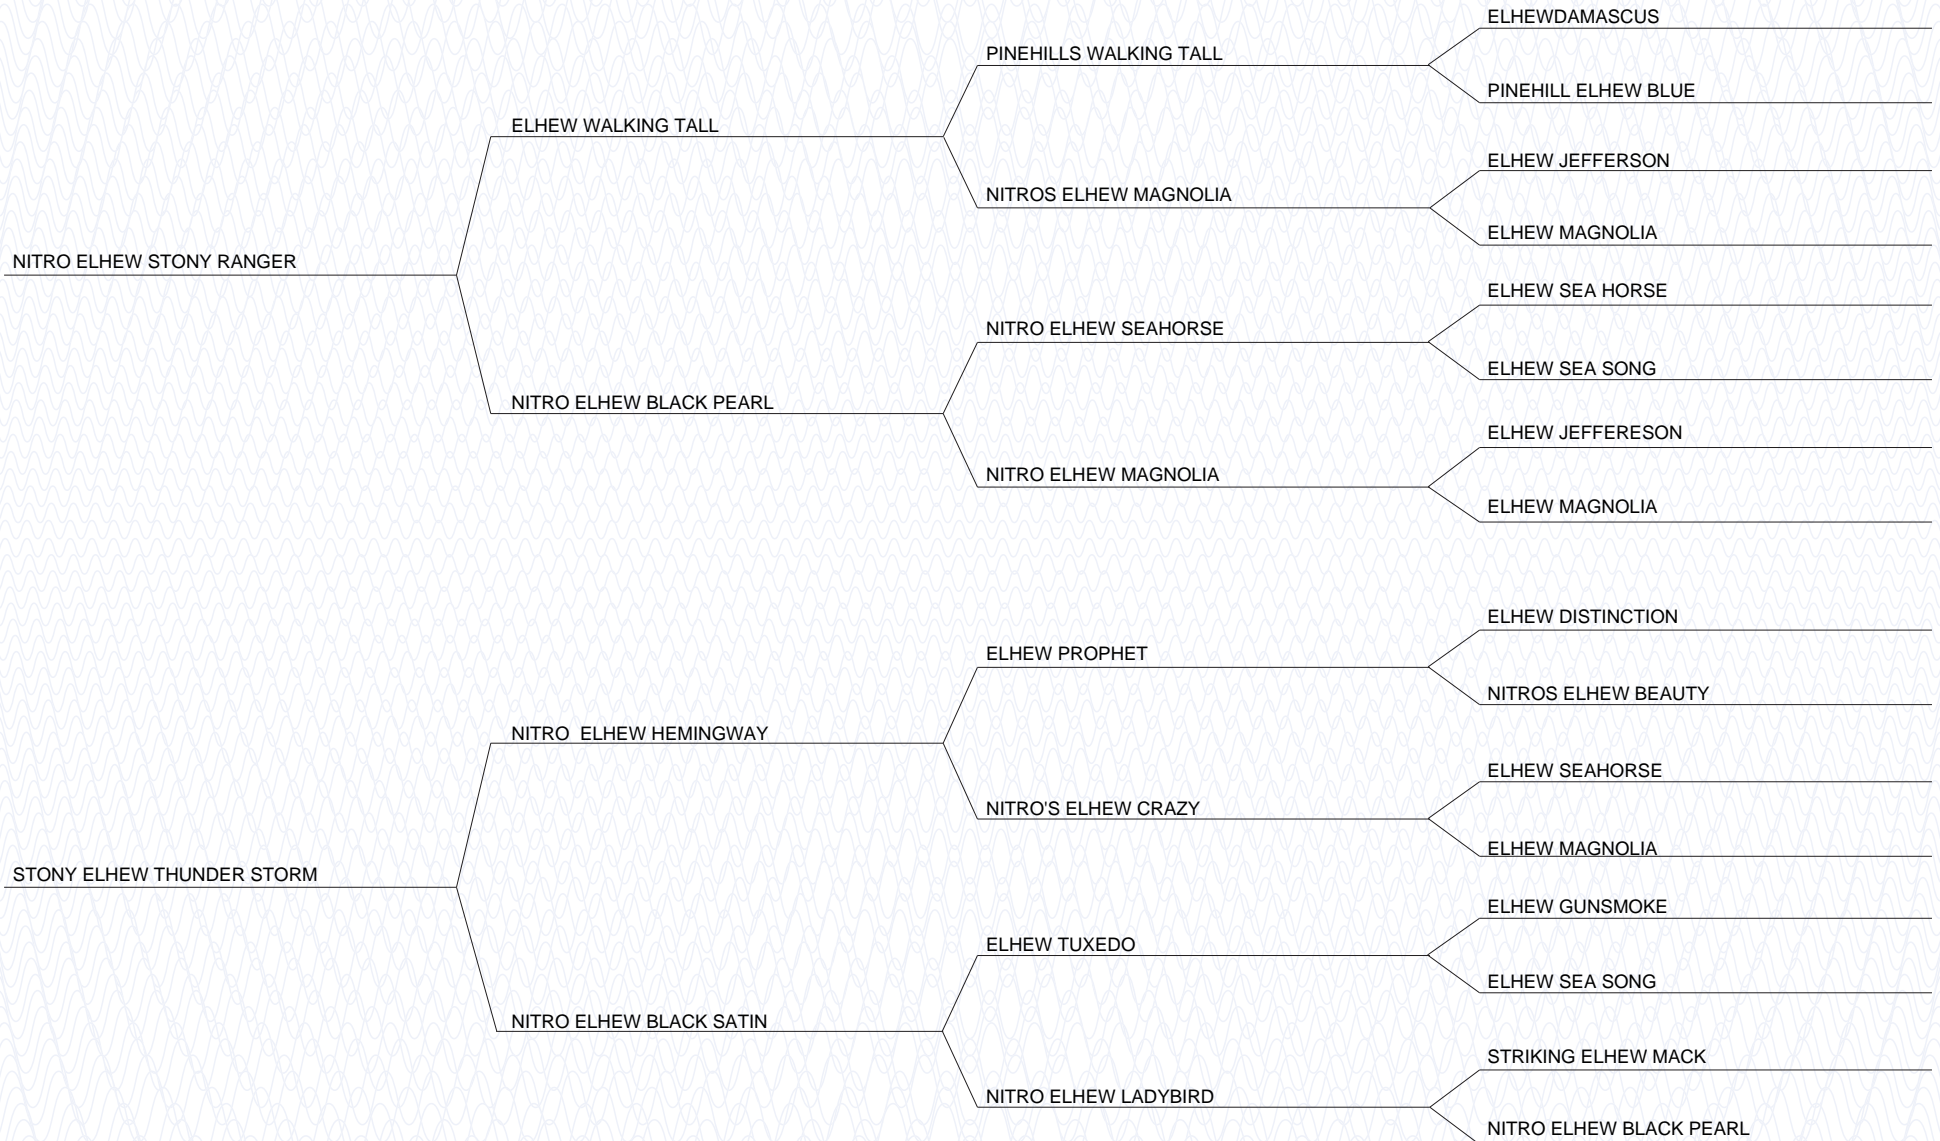 ELHEWDAMASCUS
PINEHILLS WALKING TALL
PINEHILL ELHEW BLUE
ELHEW WALKING TALL
ELHEW JEFFERSON
NITROS ELHEW MAGNOLIA
ELHEW MAGNOLIA
NITRO ELHEW STONY RANGER
ELHEW SEA HORSE
NITRO ELHEW SEAHORSE
ELHEW SEA SONG
NITRO ELHEW BLACK PEARL
ELHEW JEFFERESON
NITRO ELHEW MAGNOLIA
ELHEW MAGNOLIA
ELHEW DISTINCTION
ELHEW PROPHET
NITROS ELHEW BEAUTY
NITRO  ELHEW HEMINGWAY
ELHEW SEAHORSE
NITRO'S ELHEW CRAZY
ELHEW MAGNOLIA
STONY ELHEW THUNDER STORM
ELHEW GUNSMOKE
ELHEW TUXEDO
ELHEW SEA SONG
NITRO ELHEW BLACK SATIN
STRIKING ELHEW MACK
NITRO ELHEW LADYBIRD
NITRO ELHEW BLACK PEARL